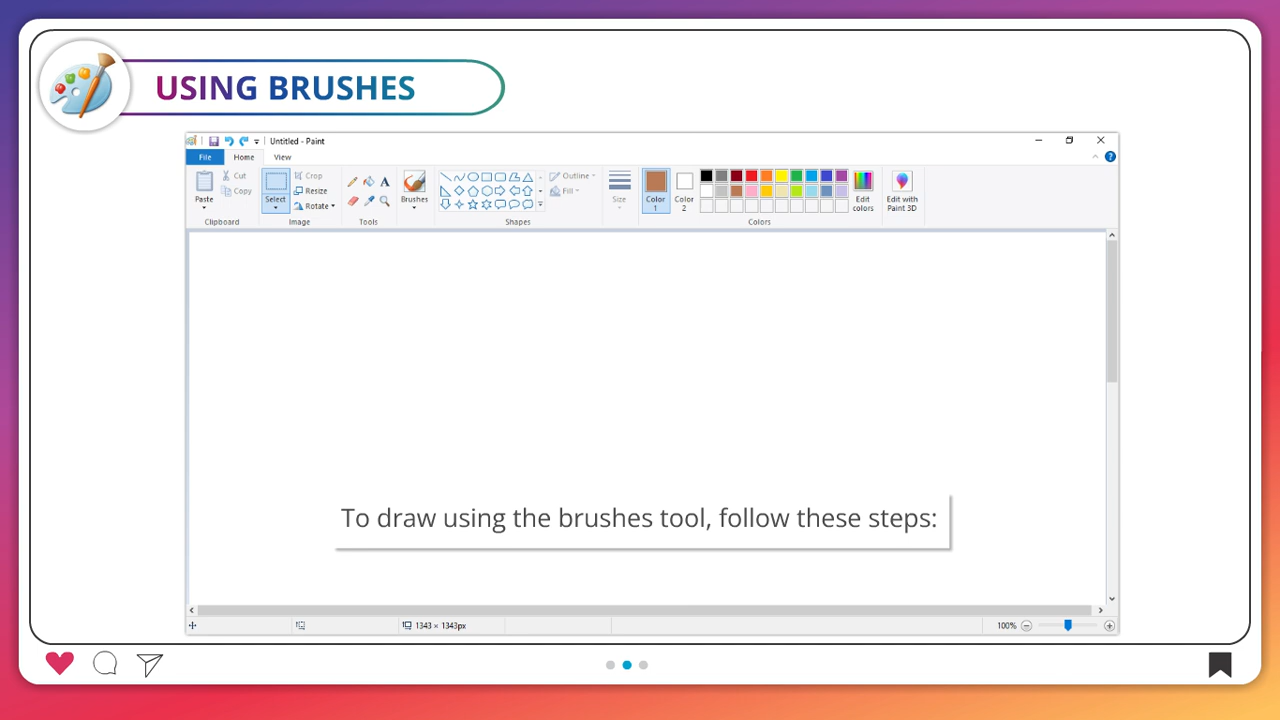 USING BRUSHES
Untitled - Paint
File Home View
Paste Cut Copy Clipboard
Select Crop Resize Rotate Image
Tools
Brushes
Outline Fill Shapes
Size
Color 1 Color 2 Edit colors Colors
Edit with Paint 3D
To draw using the brushes tool, follow these steps:
1343 × 1343px
100%